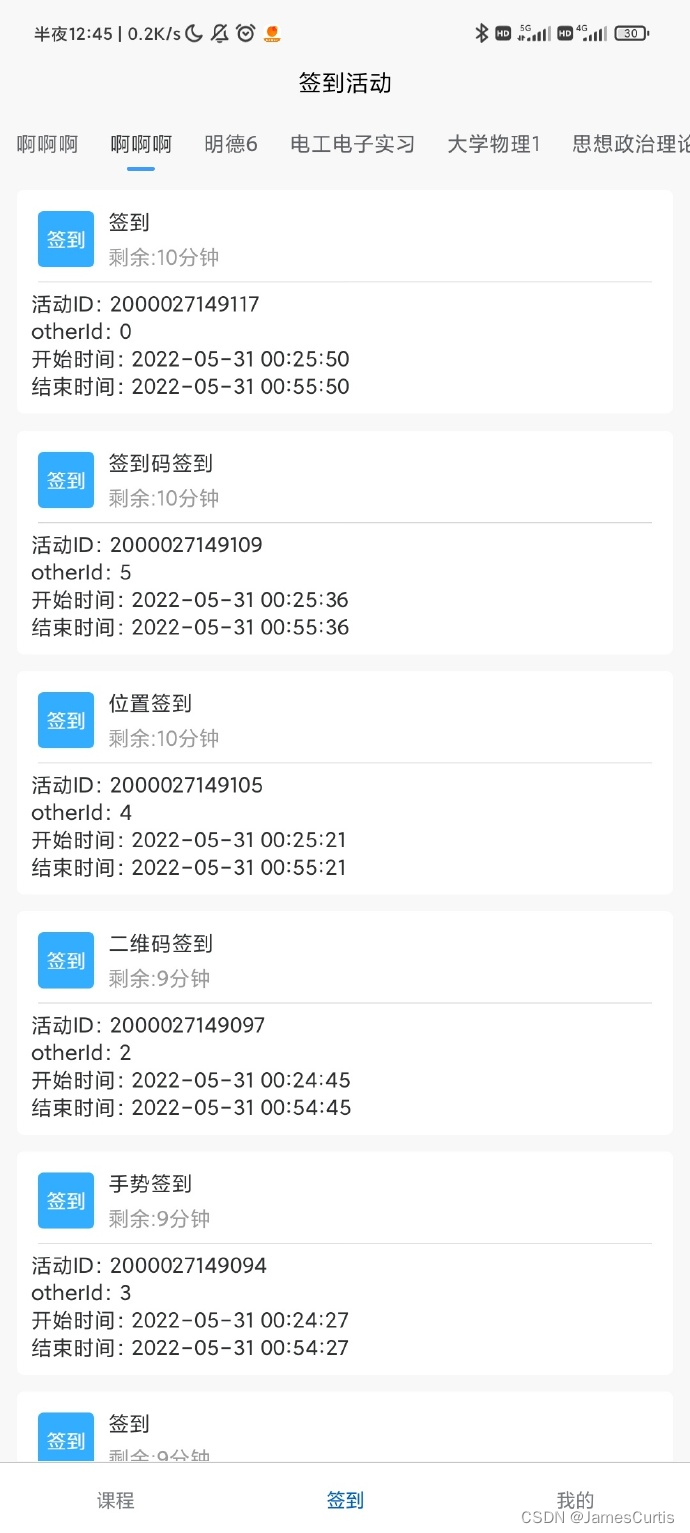 半夜12:45 | 0.2K/s HD 5G HD 4G 30
签到活动
啊啊啊 啊啊啊 明德6 电工电子实习 大学物理1 思想政治理论
签到
签到
剩余:10分钟
活动ID：2000027149117
otherId：0
开始时间：2022-05-31 00:25:50
结束时间：2022-05-31 00:55:50
签到码签到
签到
剩余:10分钟
活动ID：2000027149109
otherId：5
开始时间：2022-05-31 00:25:36
结束时间：2022-05-31 00:55:36
位置签到
签到
剩余:10分钟
活动ID：2000027149105
otherId：4
开始时间：2022-05-31 00:25:21
结束时间：2022-05-31 00:55:21
二维码签到
签到
剩余:9分钟
活动ID：2000027149097
otherId：2
开始时间：2022-05-31 00:24:45
结束时间：2022-05-31 00:54:45
手势签到
签到
剩余:9分钟
活动ID：2000027149094
otherId：3
开始时间：2022-05-31 00:24:27
结束时间：2022-05-31 00:54:27
签到
签到
剩余:9分钟
课程 签到 我的
CSDN @JamesCurtis